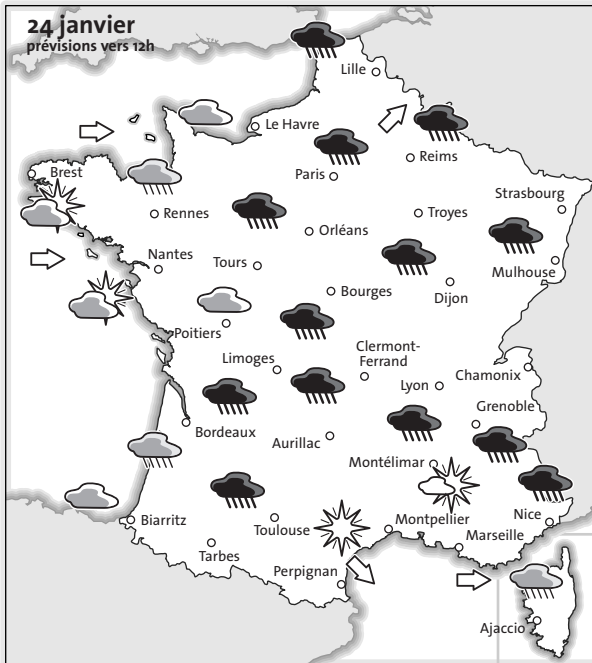 24 janvier
prévisions vers 12h
Lille
Le Havre
Reims
Paris
Brest
Strasbourg
Rennes
Troyes
Orléans
Nantes
Tours
Mulhouse
Dijon
Bourges
Poitiers
Clermont-
Ferrand
Limoges
Chamonix
Lyon
Grenoble
Bordeaux
Aurillac
Montélimar
Biarritz
Toulouse
Montpellier
Nice
Marseille
Tarbes
Perpignan
Ajaccio